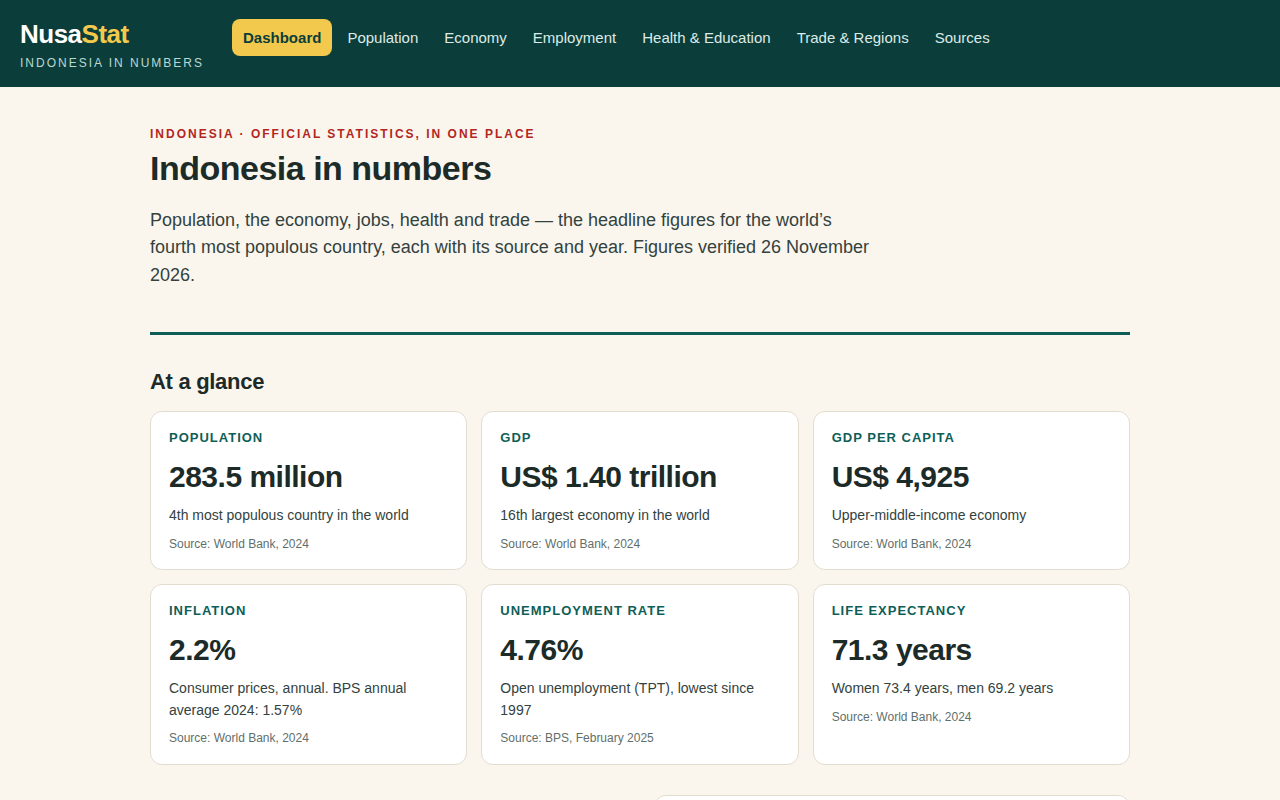 NusaStat
INDONESIA IN NUMBERS
Dashboard
Population
Economy
Employment
Health & Education
Trade & Regions
Sources
INDONESIA · OFFICIAL STATISTICS, IN ONE PLACE
Indonesia in numbers
Population, the economy, jobs, health and trade — the headline figures for the world’s
fourth most populous country, each with its source and year. Figures verified 26 November
2026.
At a glance
POPULATION
283.5 million
4th most populous country in the world
Source: World Bank, 2024
GDP
US$ 1.40 trillion
16th largest economy in the world
Source: World Bank, 2024
GDP PER CAPITA
US$ 4,925
Upper-middle-income economy
Source: World Bank, 2024
INFLATION
2.2%
Consumer prices, annual. BPS annual
average 2024: 1.57%
Source: World Bank, 2024
UNEMPLOYMENT RATE
4.76%
Open unemployment (TPT), lowest since
1997
Source: BPS, February 2025
LIFE EXPECTANCY
71.3 years
Women 73.4 years, men 69.2 years
Source: World Bank, 2024